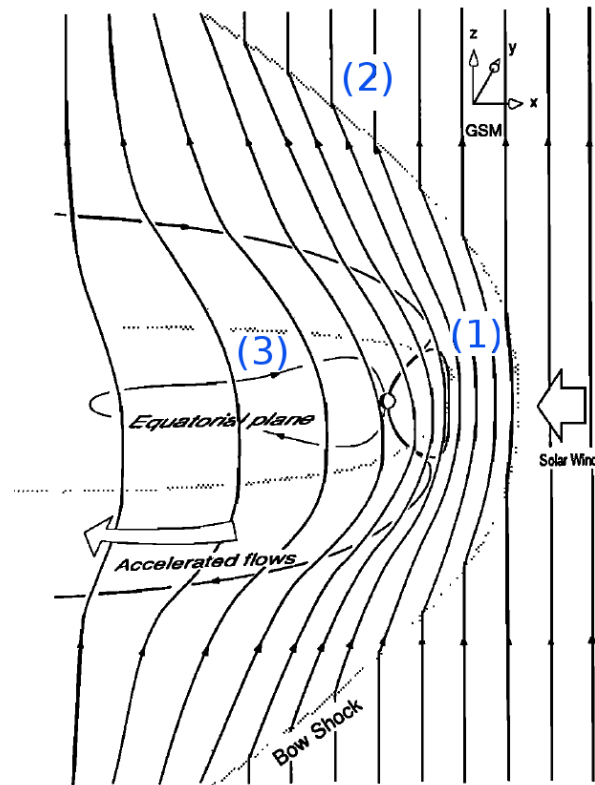 z
y
(2)
x
GSM
(1)
(3)
Equatorial plane
Solar Wind
Accelerated flows
Bow Shock